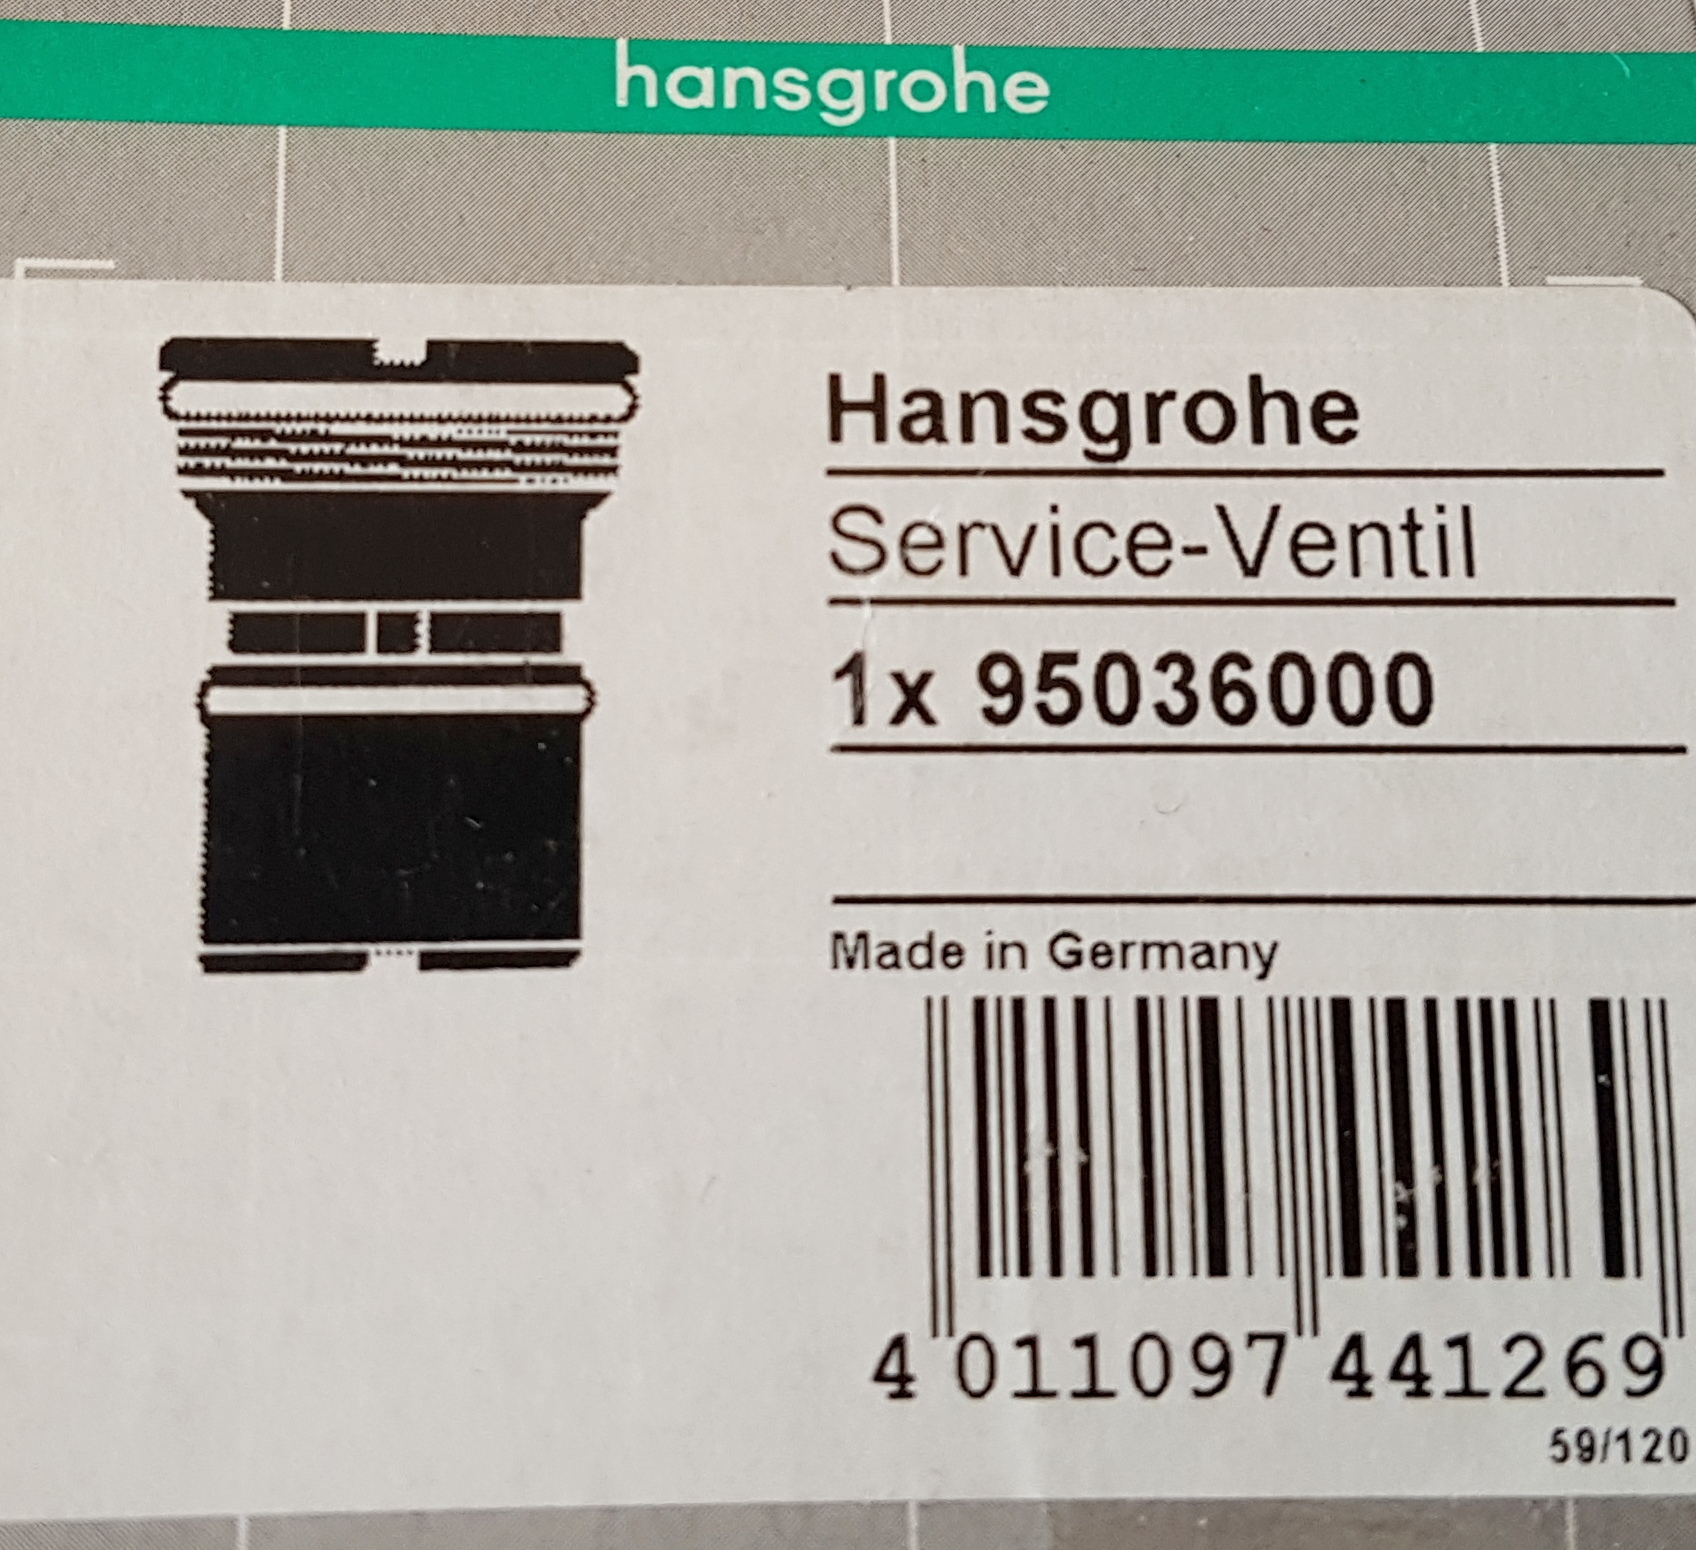 hansgrohe
Hansgrohe
Service-Ventil
1x 95036000
Made in Germany
4 011097 441269
59/120